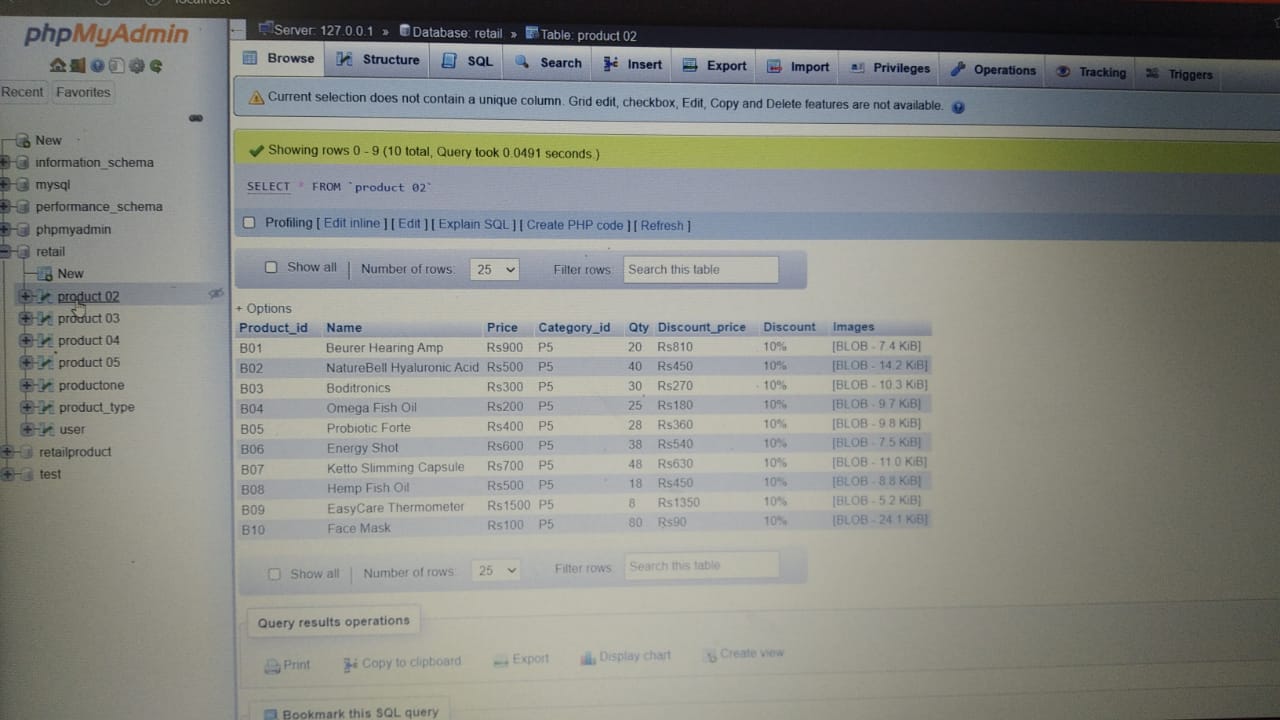 localhost
phpMyAdmin
Recent Favorites
New
information_schema
mysql
performance_schema
phpmyadmin
retail
New
product 02
product 03
product 04
product 05
productone
product_type
user
retailproduct
test
Server: 127.0.0.1 » Database: retail » Table: product 02
Browse Structure SQL Search Insert Export Import Privileges Operations Tracking Triggers
Current selection does not contain a unique column. Grid edit, checkbox, Edit, Copy and Delete features are not available.
Showing rows 0 - 9 (10 total, Query took 0.0491 seconds.)
SELECT * FROM `product 02`
Profiling [ Edit inline ] [ Edit ] [ Explain SQL ] [ Create PHP code ] [ Refresh ]
Show all | Number of rows: 25 Filter rows: Search this table
+ Options
Product_id Name Price Category_id Qty Discount_price Discount Images
B01 Beurer Hearing Amp Rs900 P5 20 Rs810 10% [BLOB - 7.4 KiB]
B02 NatureBell Hyaluronic Acid Rs500 P5 40 Rs450 10% [BLOB - 14.2 KiB]
B03 Boditronics Rs300 P5 30 Rs270 10% [BLOB - 10.3 KiB]
B04 Omega Fish Oil Rs200 P5 25 Rs180 10% [BLOB - 9.7 KiB]
B05 Probiotic Forte Rs400 P5 28 Rs360 10% [BLOB - 9.8 KiB]
B06 Energy Shot Rs600 P5 38 Rs540 10% [BLOB - 7.5 KiB]
B07 Ketto Slimming Capsule Rs700 P5 48 Rs630 10% [BLOB - 11.0 KiB]
B08 Hemp Fish Oil Rs500 P5 18 Rs450 10% [BLOB - 8.8 KiB]
B09 EasyCare Thermometer Rs1500 P5 8 Rs1350 10% [BLOB - 5.2 KiB]
B10 Face Mask Rs100 P5 80 Rs90 10% [BLOB - 24.1 KiB]
Show all | Number of rows: 25 Filter rows: Search this table
Query results operations
Print Copy to clipboard Export Display chart Create view
Bookmark this SQL query